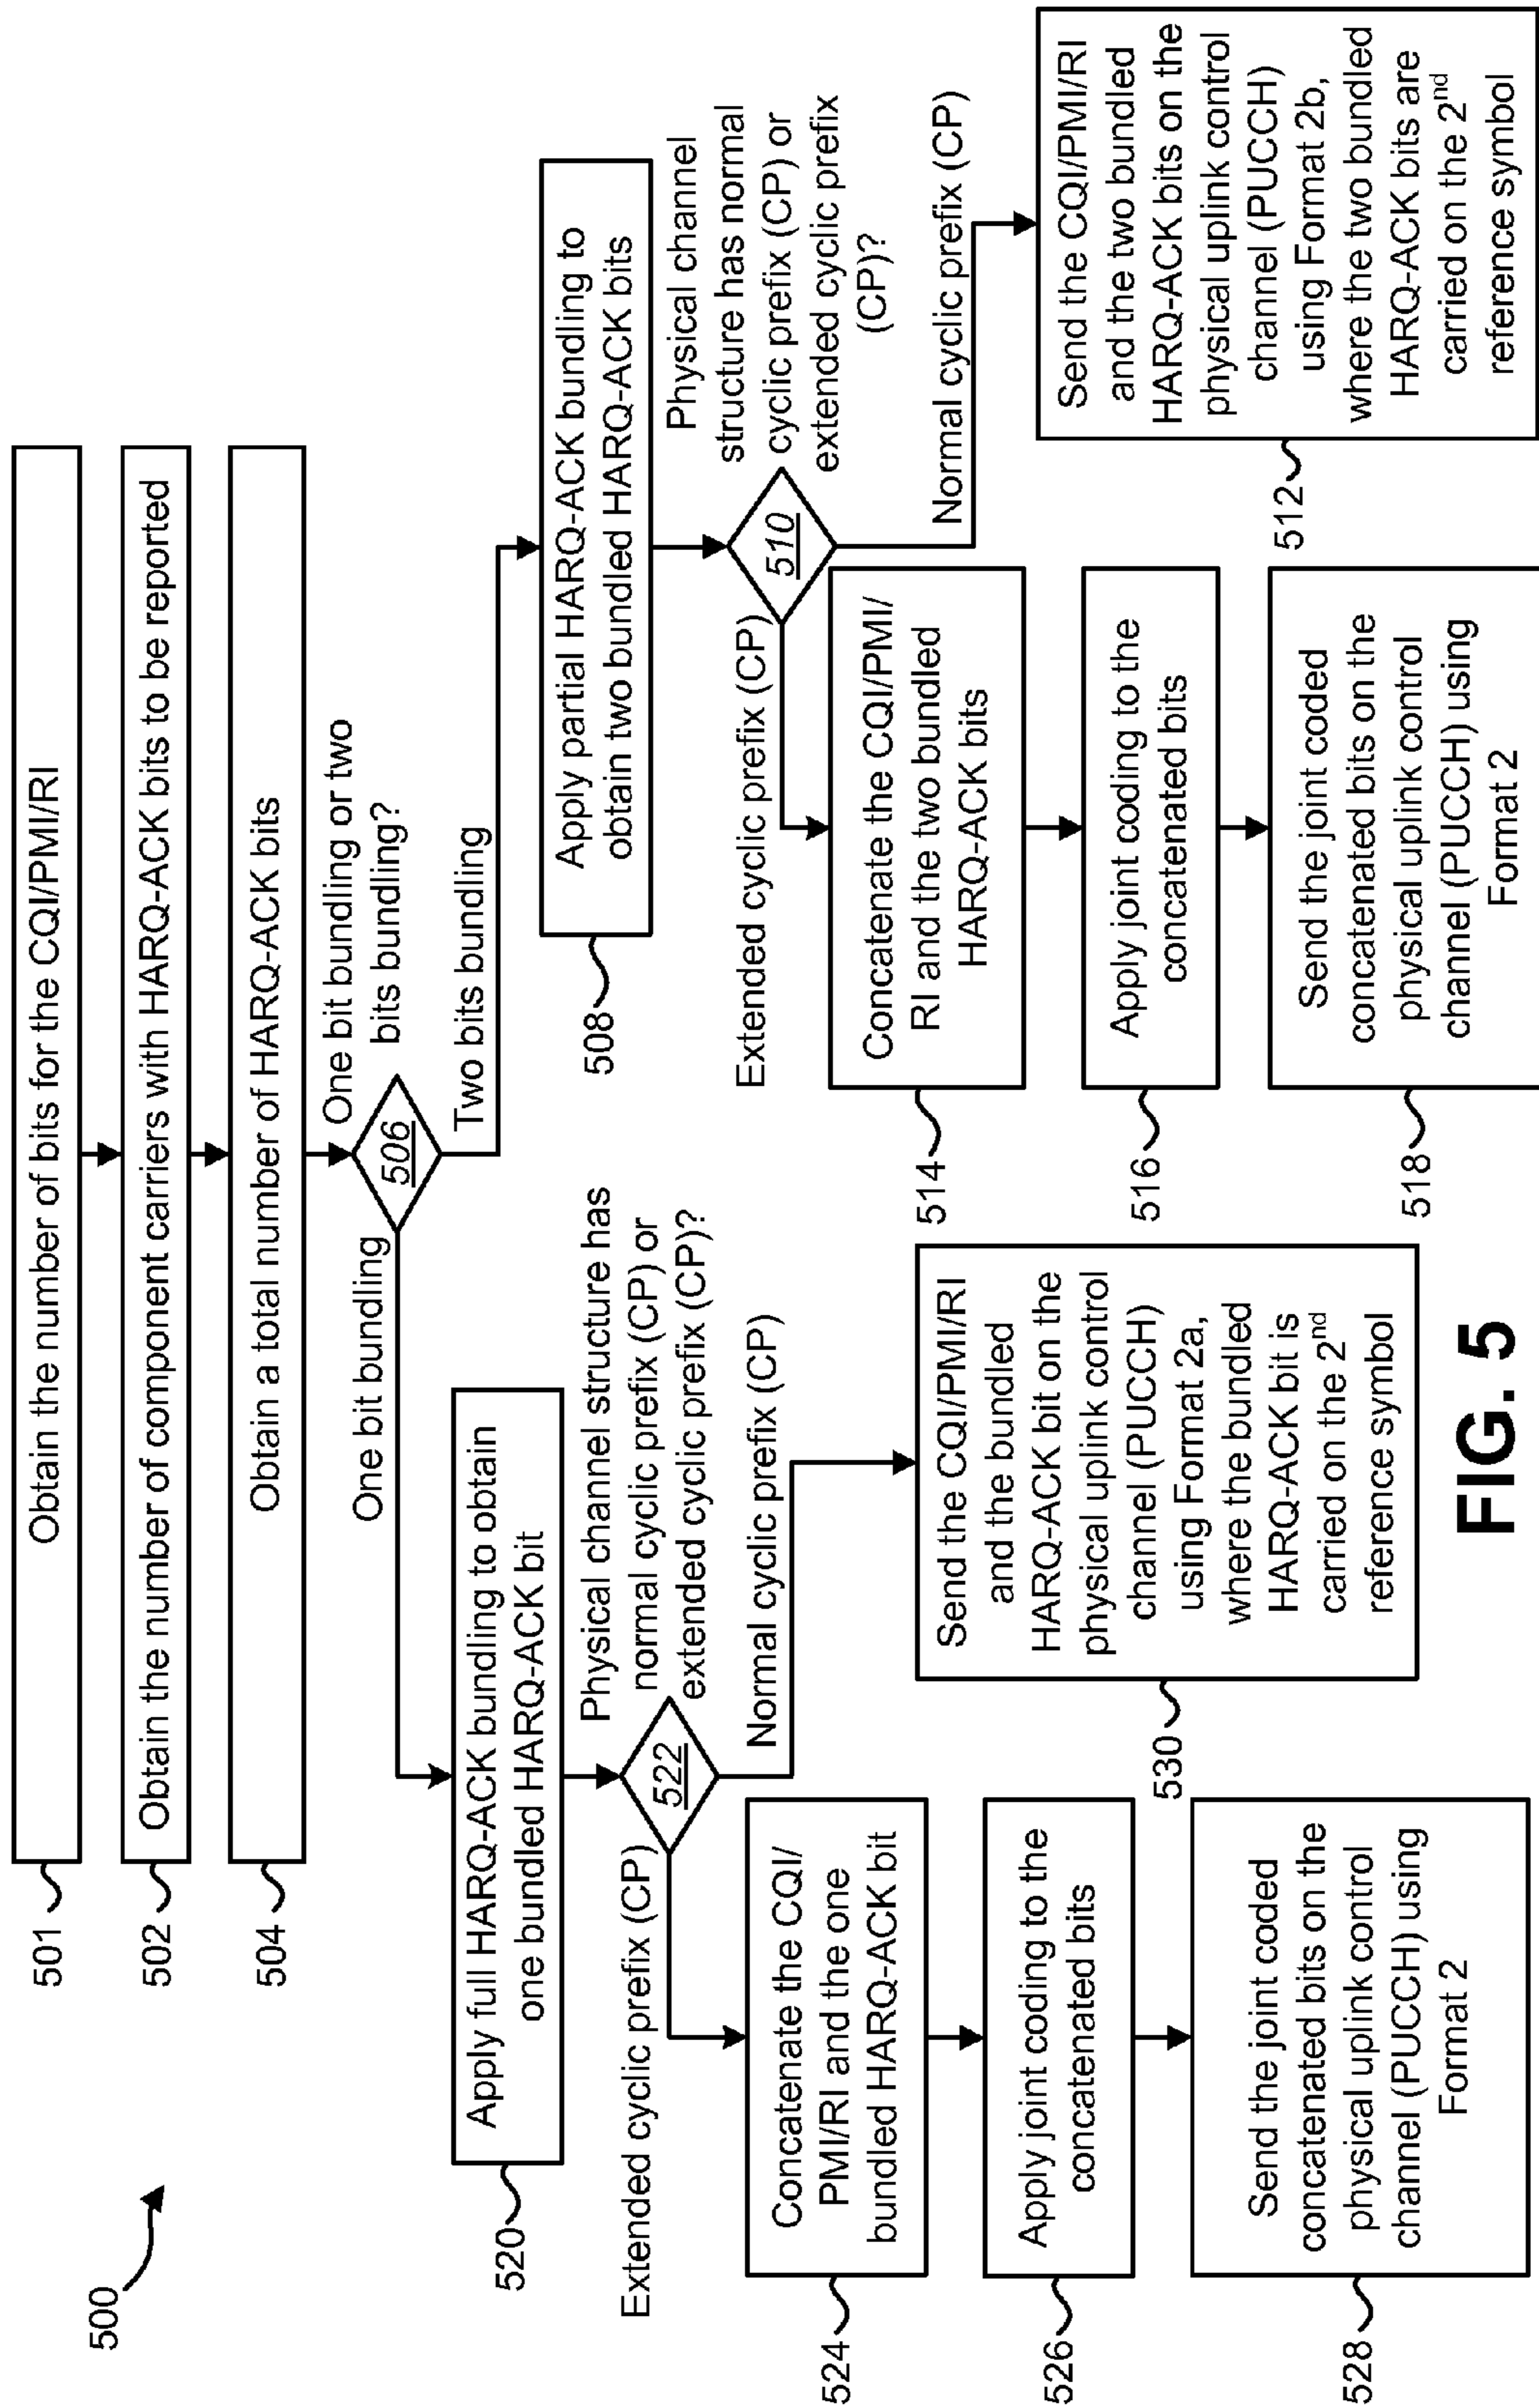 500
501
Obtain the number of bits for the CQI/PMI/RI
502
Obtain the number of component carriers with HARQ-ACK bits to be reported
504
Obtain a total number of HARQ-ACK bits
One bit bundling or two
bits bundling?
506
One bit bundling
Two bits bundling
520
Apply full HARQ-ACK bundling to obtain
one bundled HARQ-ACK bit
Physical channel structure has
normal cyclic prefix (CP) or
extended cyclic prefix (CP)?
522
Extended cyclic prefix (CP)
Normal cyclic prefix (CP)
524
Concatenate the CQI/
PMI/RI and the one
bundled HARQ-ACK bit
526
Apply joint coding to the
concatenated bits
528
Send the joint coded
concatenated bits on the
physical uplink control
channel (PUCCH) using
Format 2
530
Send the CQI/PMI/RI
and the bundled
HARQ-ACK bit on the
physical uplink control
channel (PUCCH)
using Format 2a,
where the bundled
HARQ-ACK bit is
carried on the 2nd
reference symbol
508
Apply partial HARQ-ACK bundling to
obtain two bundled HARQ-ACK bits
Physical channel
structure has normal
cyclic prefix (CP) or
extended cyclic prefix
(CP)?
510
Extended cyclic prefix (CP)
Normal cyclic prefix (CP)
514
Concatenate the CQI/PMI/
RI and the two bundled
HARQ-ACK bits
516
Apply joint coding to the
concatenated bits
518
Send the joint coded
concatenated bits on the
physical uplink control
channel (PUCCH) using
Format 2
512
Send the CQI/PMI/RI
and the two bundled
HARQ-ACK bits on the
physical uplink control
channel (PUCCH)
using Format 2b,
where the two bundled
HARQ-ACK bits are
carried on the 2nd
reference symbol
FIG. 5